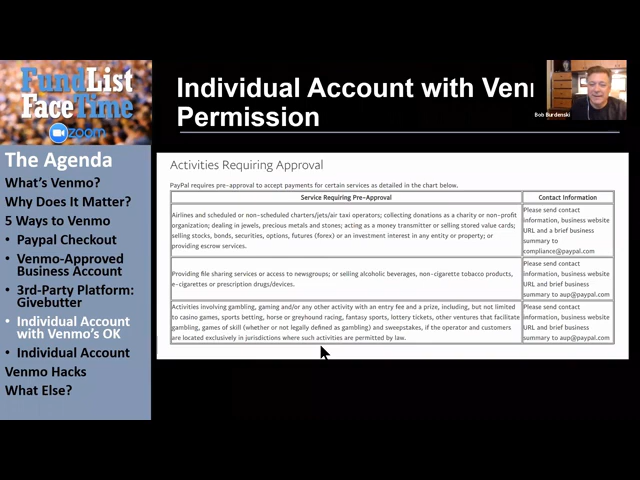 FundList
FaceTime
zoom
The Agenda
What's Venmo?
Why Does It Matter?
5 Ways to Venmo
• Paypal Checkout
• Venmo-Approved
Business Account
• 3rd-Party Platform:
Givebutter
• Individual Account
with Venmo's OK
• Individual Account
Venmo Hacks
What Else?
Individual Account with Ven
Permission
Bob Burdenski
Activities Requiring Approval
PayPal requires pre-approval to accept payments for certain services as detailed in the chart below.
Service Requiring Pre-Approval
Contact Information
Airlines and scheduled or non-scheduled charters/jets/air taxi operators; collecting donations as a charity or non-profit
organization; dealing in jewels, precious metals and stones; acting as a money transmitter or selling stored value cards;
selling stocks, bonds, securities, options, futures (forex) or an investment interest in any entity or property; or
providing escrow services.
Please send contact
information, business website
URL and a brief business
summary to
compliance@paypal.com
Providing file sharing services or access to newsgroups; or selling alcoholic beverages, non-cigarette tobacco products,
e-cigarettes or prescription drugs/devices.
Please send contact
information, business website
URL and brief business
summary to aup@paypal.com
Activities involving gambling, gaming and/or any other activity with an entry fee and a prize, including, but not limited
to casino games, sports betting, horse or greyhound racing, fantasy sports, lottery tickets, other ventures that facilitate
gambling, games of skill (whether or not legally defined as gambling) and sweepstakes, if the operator and customers
are located exclusively in jurisdictions where such activities are permitted by law.
Please send contact
information, business website
URL and brief business
summary to aup@paypal.com